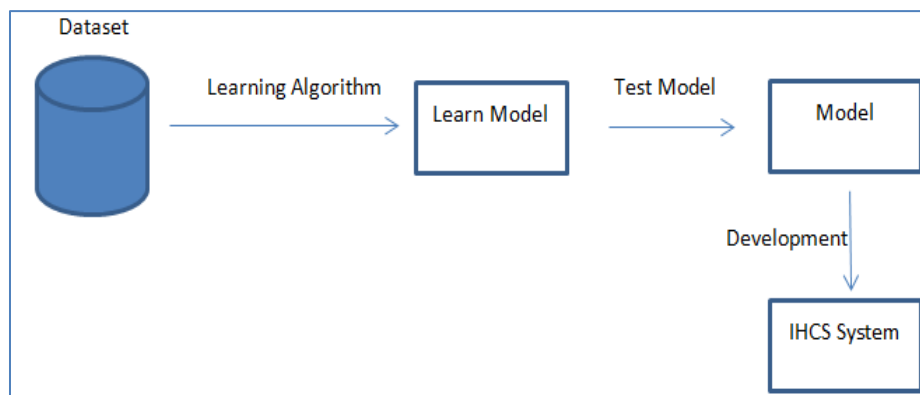 Dataset
Learning Algorithm
Learn Model
Test Model
Model
Development
IHCS System